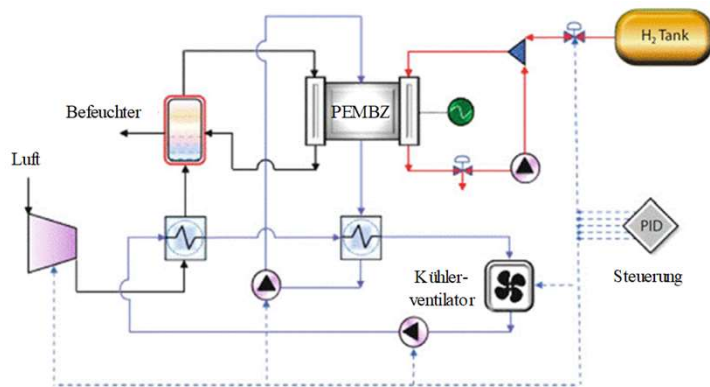 H₂ Tank
Befeuchter
PEMBZ
Luft
PID
Steuerung
Kühler-
ventilator